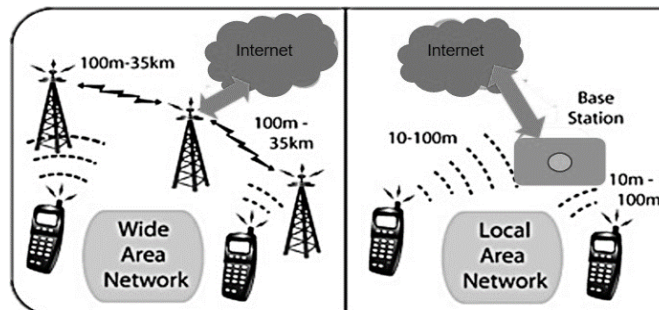 Internet
100m-35km
100m -
35km
Wide
Area
Network
Internet
Base
Station
10-100m
10m -
100m
Local
Area
Network